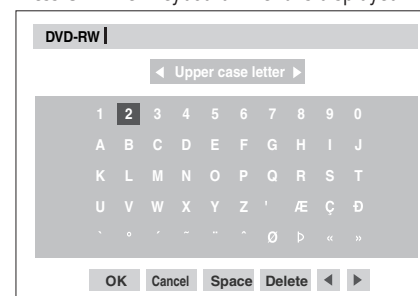 DVD-RW
◀ Upper case letter ▶
1 2 3 4 5 6 7 8 9 0
A B C D E F G H I J
K L M N O P Q R S T
U V W X Y Z ' Æ Ç Ð
` ° ´ ~ ¨ ^ Ø Þ « »
OK Cancel Space Delete ◀ ▶